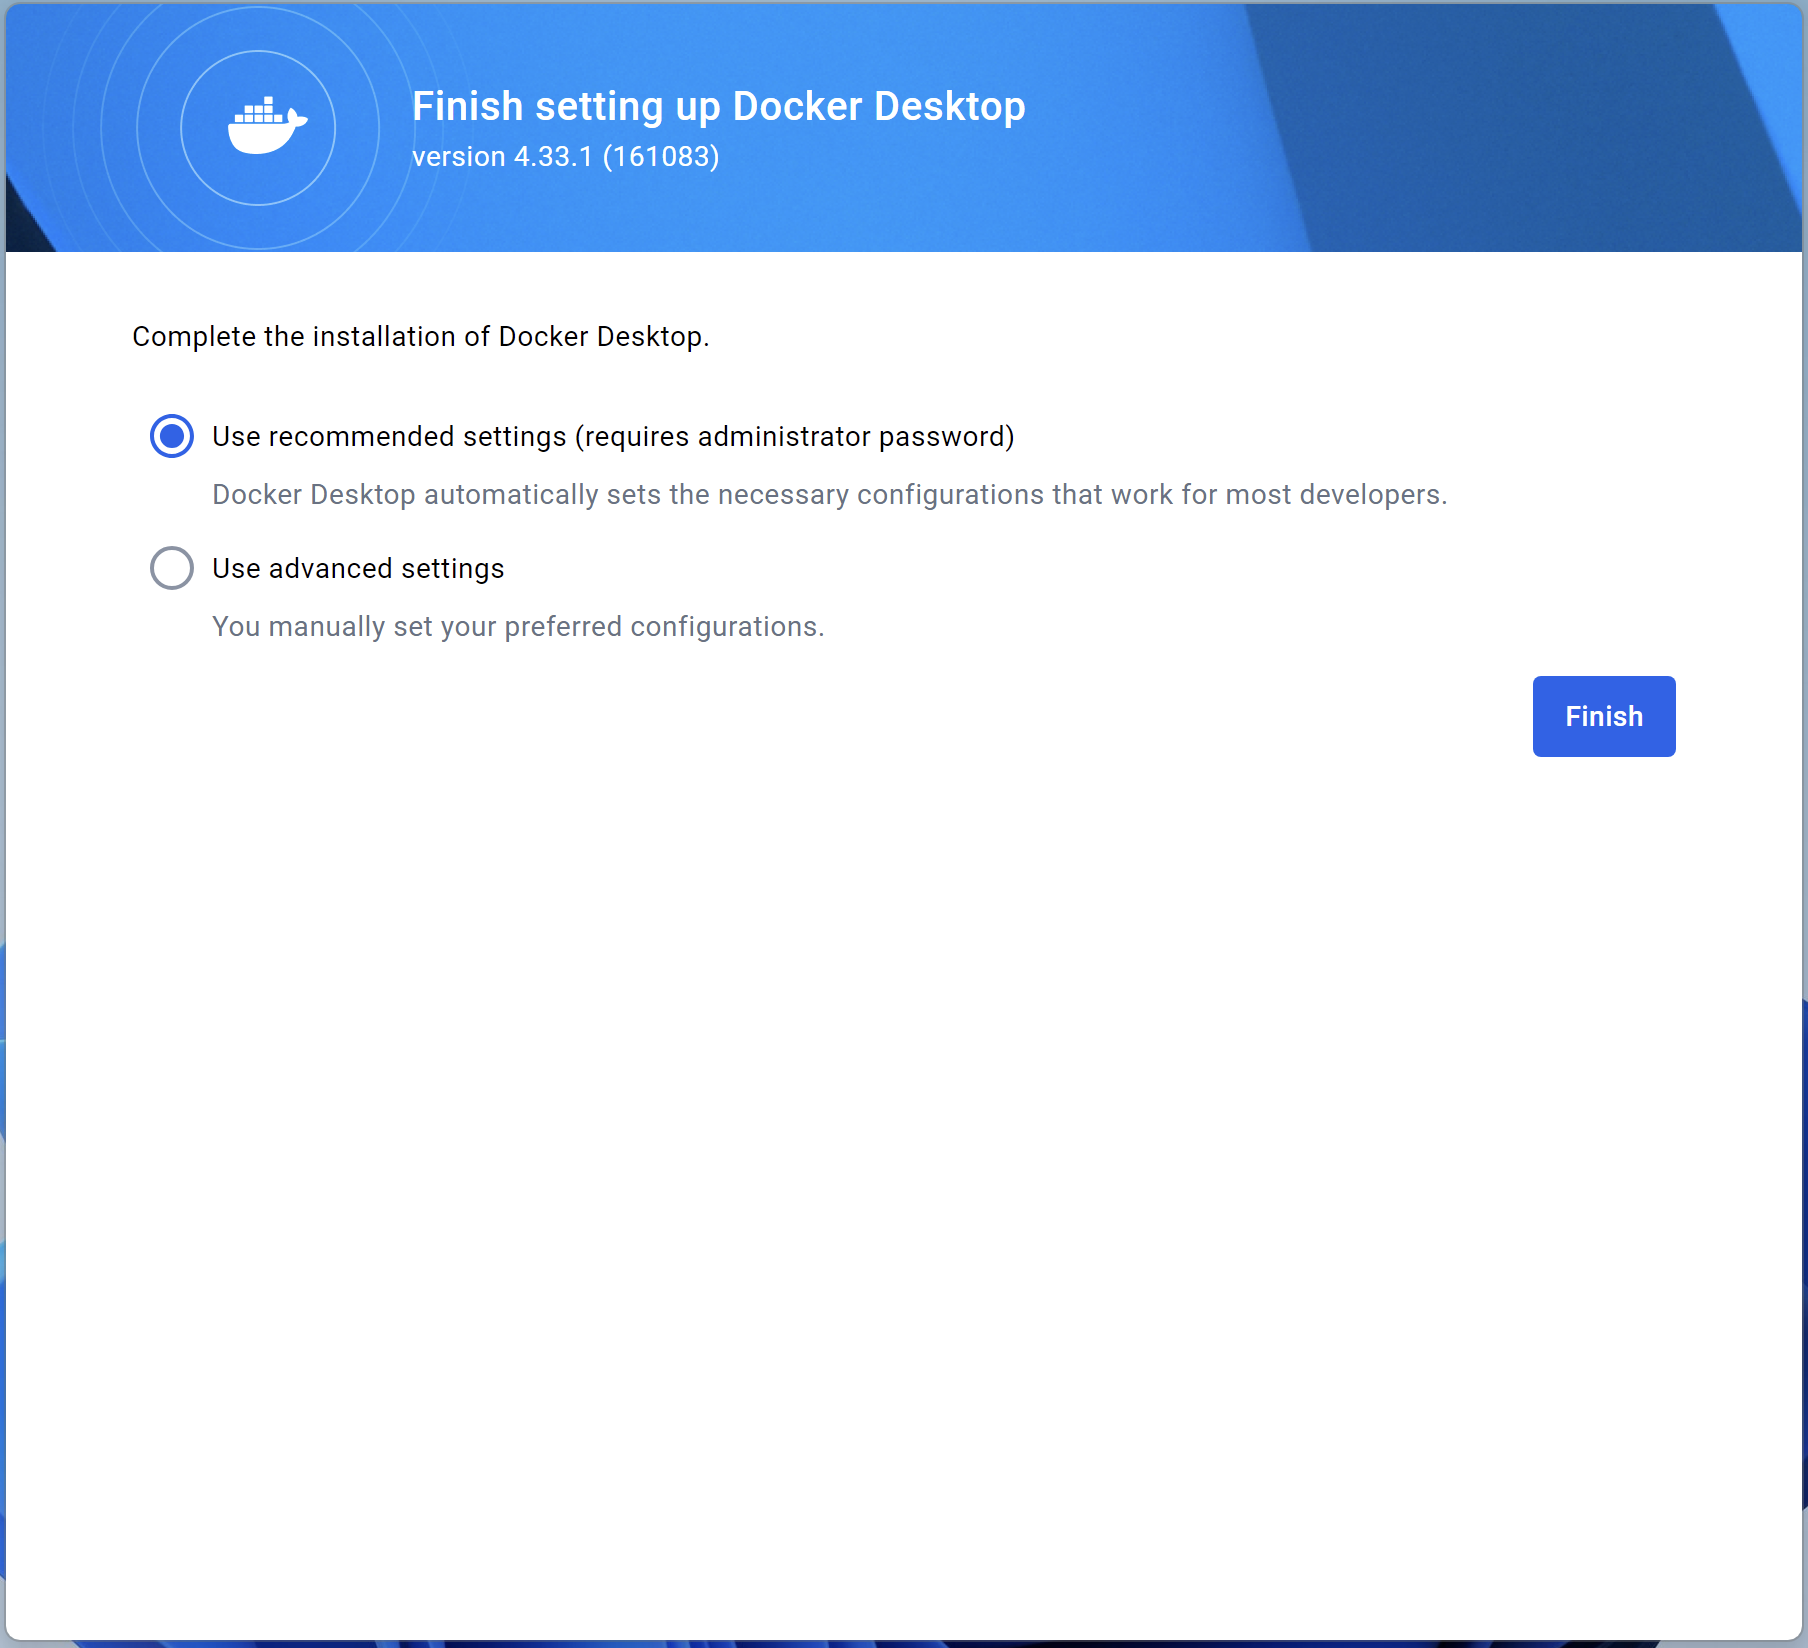 Finish setting up Docker Desktop
version 4.33.1 (161083)
Complete the installation of Docker Desktop.
Use recommended settings (requires administrator password)
Docker Desktop automatically sets the necessary configurations that work for most developers.
Use advanced settings
You manually set your preferred configurations.
Finish